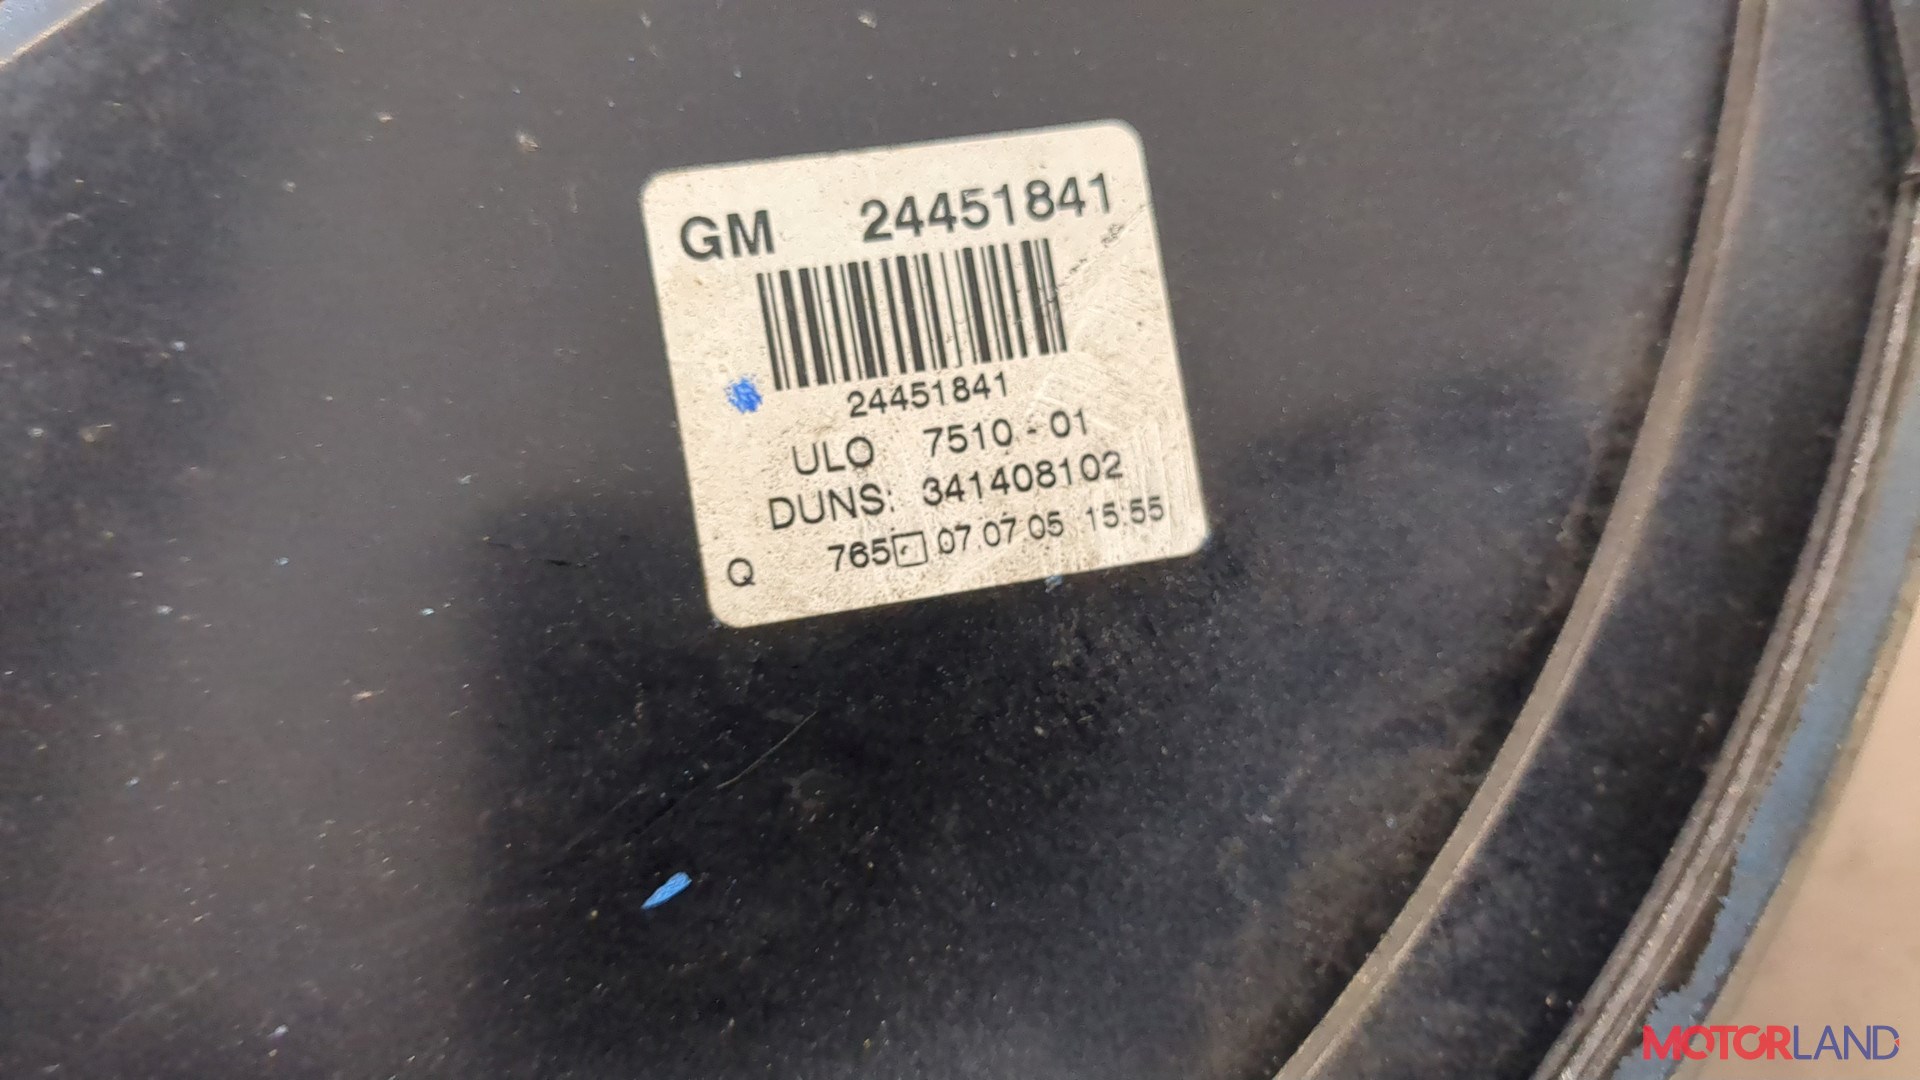 GM 24451841
24451841
ULO 7510-01
DUNS: 341408102
Q 765 07.07.05 15:55
MOTORLAND